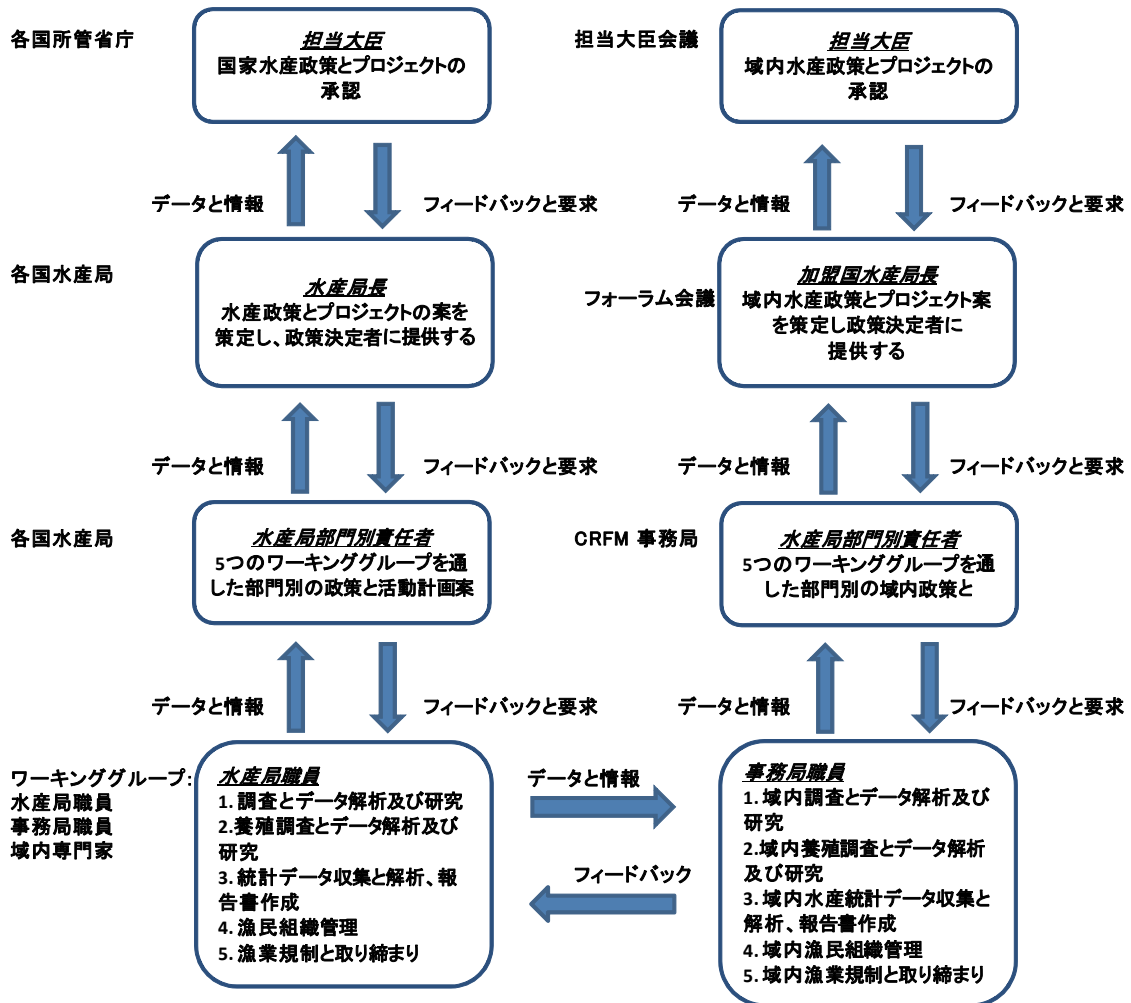 各国所管省庁
担当大臣
国家水産政策とプロジェクトの
承認
担当大臣会議
担当大臣
域内水産政策とプロジェクトの
承認
データと情報
フィードバックと要求
データと情報
フィードバックと要求
各国水産局
水産局長
水産政策とプロジェクトの案を
策定し、政策決定者に提供する
フォーラム会議
加盟国水産局長
域内水産政策とプロジェクト案
を策定し政策決定者に
提供する
データと情報
フィードバックと要求
データと情報
フィードバックと要求
各国水産局
水産局部門別責任者
5つのワーキンググループを通
した部門別の政策と活動計画案
CRFM 事務局
水産局部門別責任者
5つのワーキンググループを通
した部門別の域内政策と
データと情報
フィードバックと要求
データと情報
フィードバックと要求
ワーキンググループ:
水産局職員
事務局職員
域内専門家
水産局職員
1. 調査とデータ解析及び研究
2. 養殖調査とデータ解析及び
研究
3. 統計データ収集と解析、報
告書作成
4. 漁民組織管理
5. 漁業規制と取り締まり
データと情報
フィードバック
事務局職員
1. 域内調査とデータ解析及び
研究
2. 域内養殖調査とデータ解析
及び研究
3. 域内水産統計データ収集と
解析、報告書作成
4. 域内漁民組織管理
5. 域内漁業規制と取り締まり